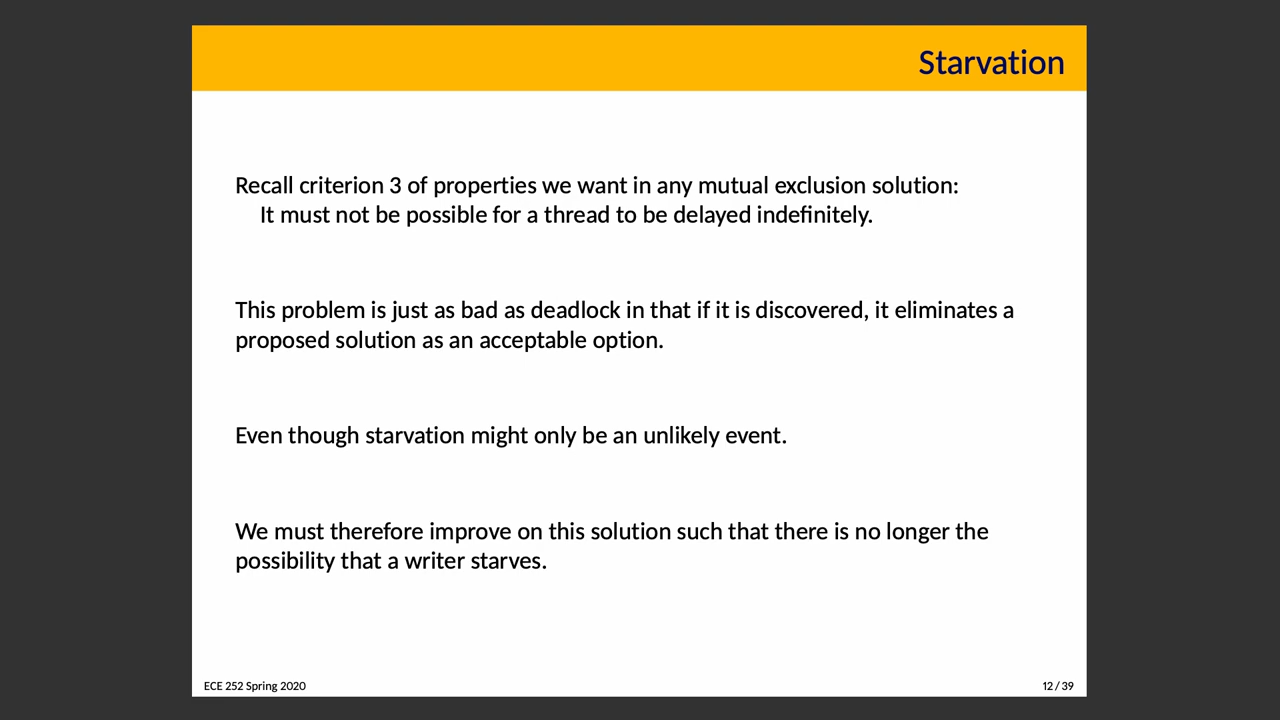 Starvation
Recall criterion 3 of properties we want in any mutual exclusion solution:
It must not be possible for a thread to be delayed indefinitely.
This problem is just as bad as deadlock in that if it is discovered, it eliminates a
proposed solution as an acceptable option.
Even though starvation might only be an unlikely event.
We must therefore improve on this solution such that there is no longer the
possibility that a writer starves.
ECE 252 Spring 2020
12 / 39